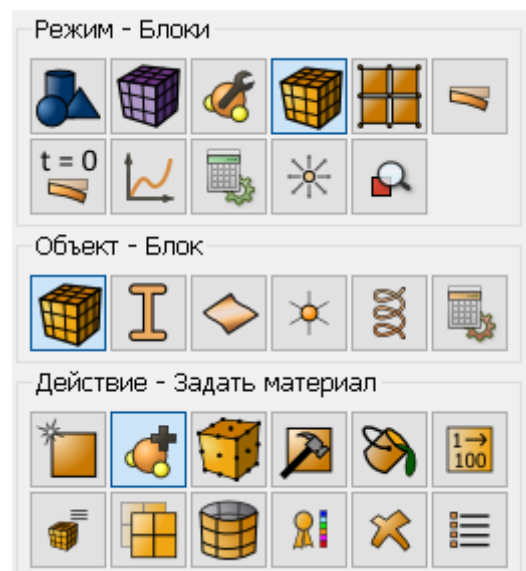 Режим - Блоки
t = 0
Объект - Блок
Действие - Задать материал
1→
100